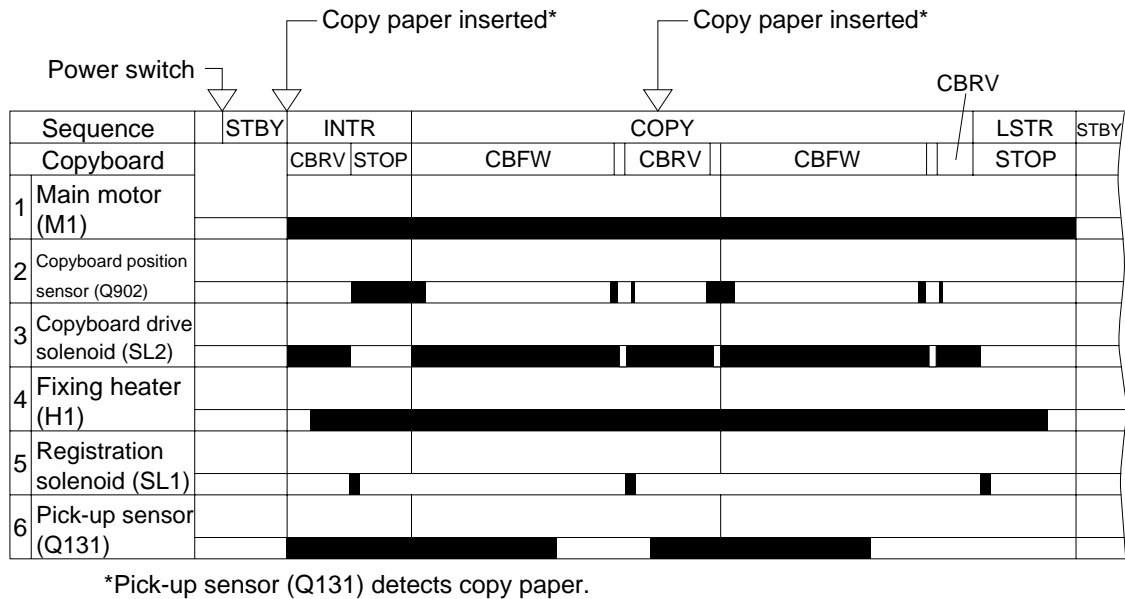 Copy paper inserted* Copy paper inserted*
Power switch
CBRV
Sequence STBY INTR COPY LSTR STBY
Copyboard CBRV STOP CBFW CBRV CBFW STOP
1 Main motor
(M1)
2 Copyboard position
sensor (Q902)
3 Copyboard drive
solenoid (SL2)
4 Fixing heater
(H1)
5 Registration
solenoid (SL1)
6 Pick-up sensor
(Q131)
*Pick-up sensor (Q131) detects copy paper.